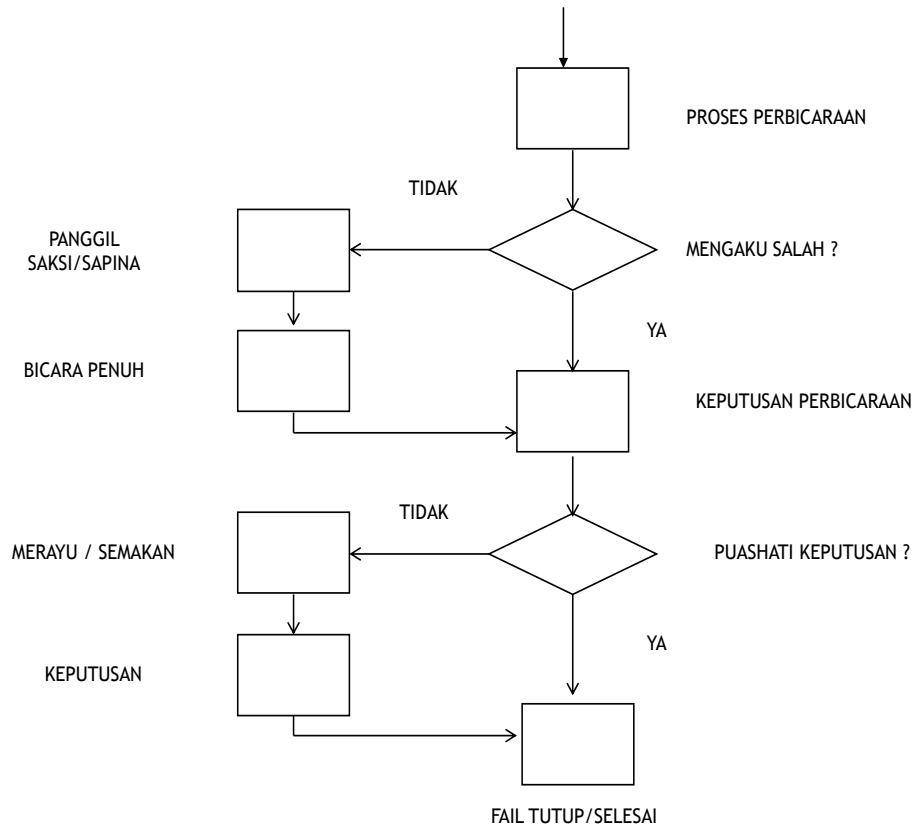 PROSES PERBICARAAN
TIDAK
PANGGIL
SAKSI/SAPINA
MENGAKU SALAH ?
YA
BICARA PENUH
KEPUTUSAN PERBICARAAN
TIDAK
MERAYU / SEMAKAN
PUASHATI KEPUTUSAN ?
YA
KEPUTUSAN
FAIL TUTUP/SELESAI